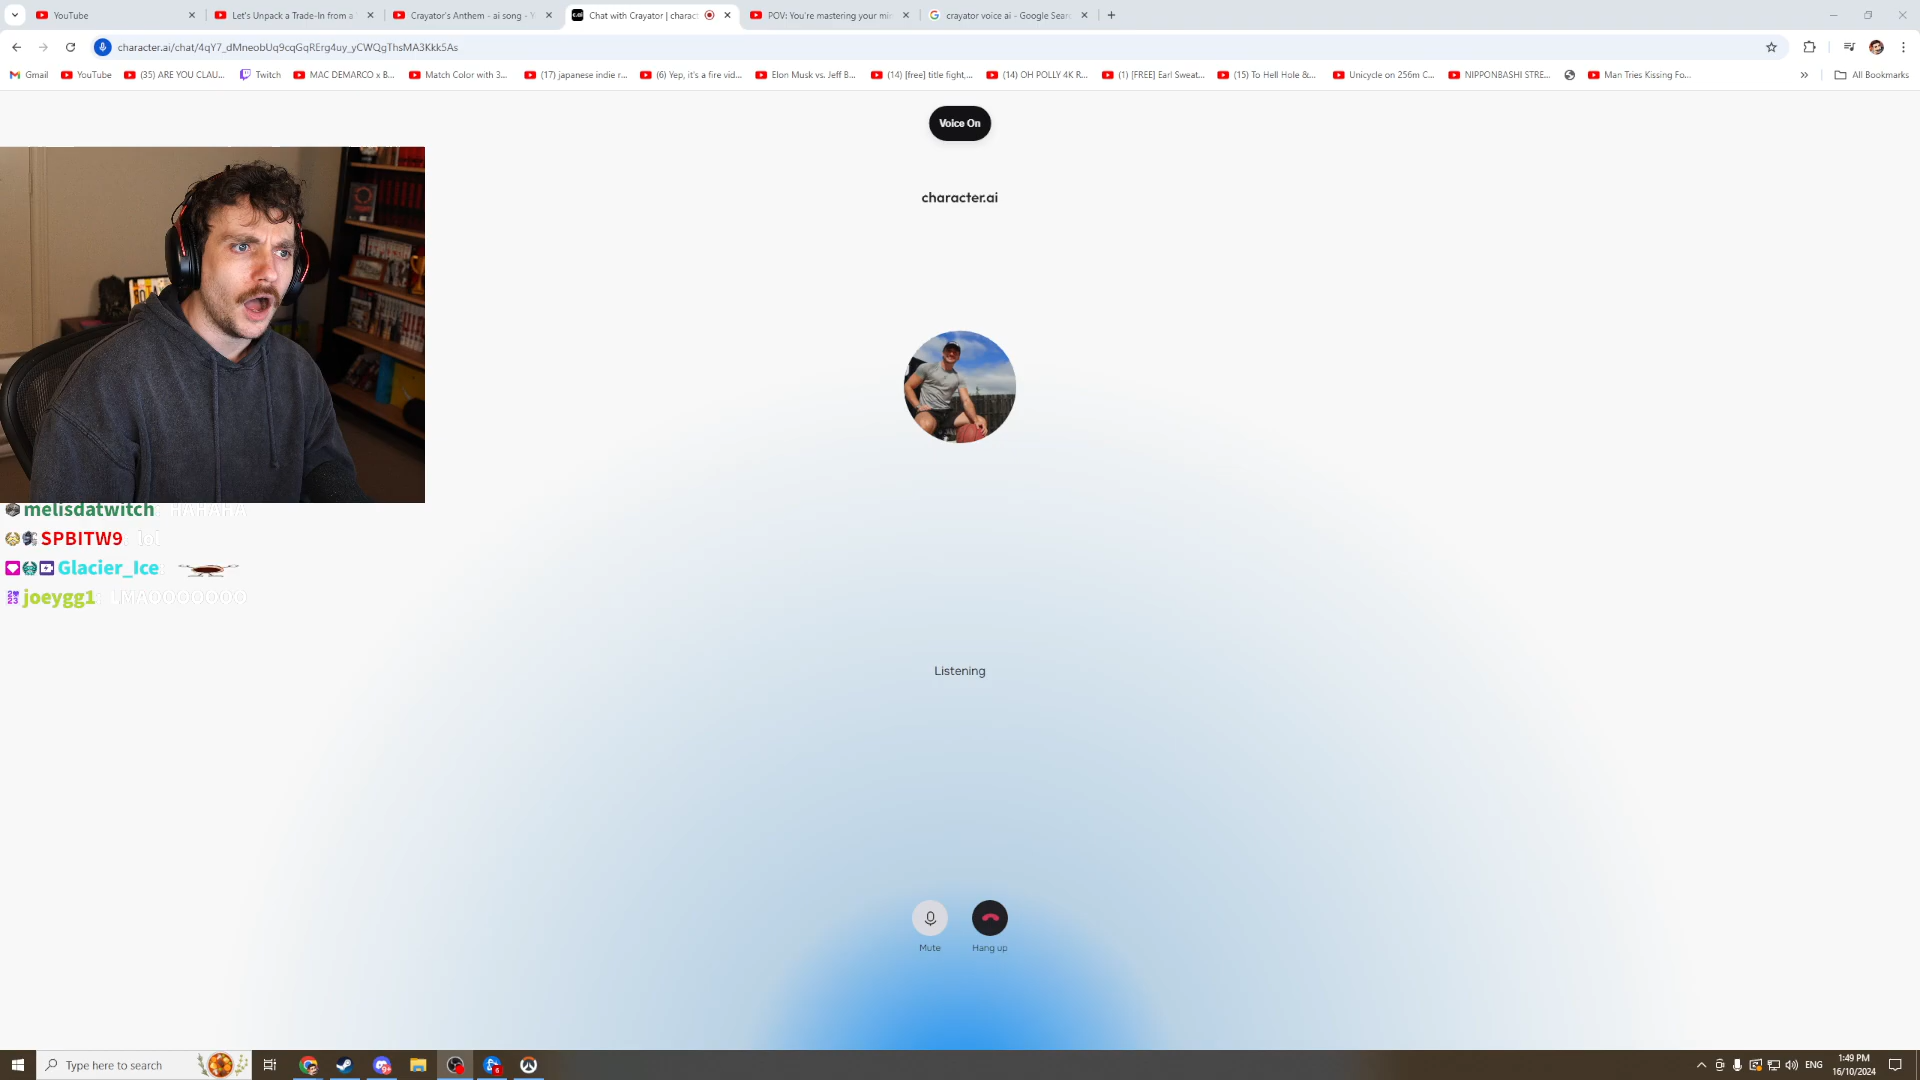 YouTube
Let's Unpack a Trade-In from a
Crayator's Anthem - ai song - Y
Chat with Crayator | charact
POV: You're mastering your min
crayator voice ai - Google Sear
character.ai/chat/4qY7_dMneobUq9cqGqRErg4uy_yCWQgThsMA3Kkk5As
Gmail
YouTube
(35) ARE YOU CLAU...
Twitch
MAC DEMARCO x B...
Match Color with 3...
(17) japanese indie r...
(6) Yep, it's a fire vid...
Elon Musk vs. Jeff B...
(14) [free] title fight,...
(14) OH POLLY 4K R...
(1) [FREE] Earl Sweat...
(15) To Hell Hole &...
Unicycle on 256m C...
NIPPONBASHI STRE...
Man Tries Kissing Fo...
All Bookmarks
Voice On
character.ai
melisdatwitch: HAHAHA
SPBITW9: lol
Glacier_Ice:
joeygg1: LMAOOOOOOO
Listening
Mute
Hang up
Type here to search
ENG
1:49 PM
16/10/2024